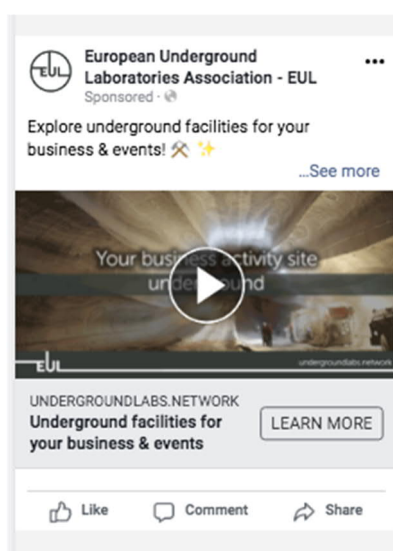 EUL
European Underground
Laboratories Association - EUL
Sponsored ·
Explore underground facilities for your
business & events! ⚒️ ✨
...See more
Your business activity site
underground
EUL
undergroundlabs.network
UNDERGROUNDLABS.NETWORK
Underground facilities for
your business & events
LEARN MORE
Like
Comment
Share